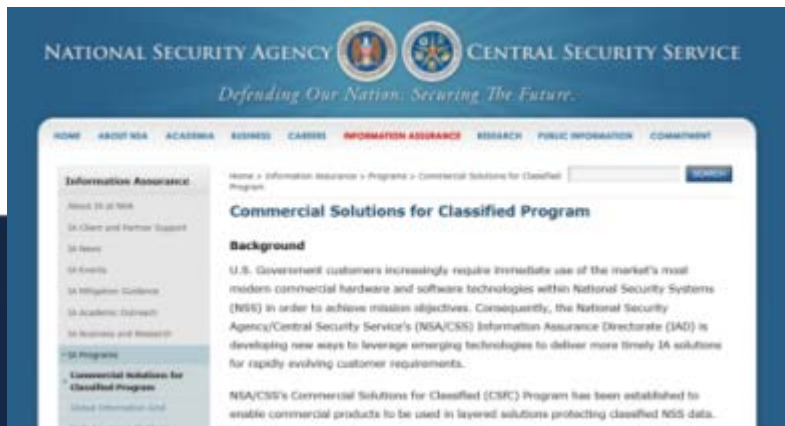 NATIONAL SECURITY AGENCY CENTRAL SECURITY SERVICE
Defending Our Nation. Securing The Future.
HOME ABOUT NSA ACADEMIA BUSINESS CAREERS INFORMATION ASSURANCE RESEARCH PUBLIC INFORMATION COMMITMENT
Information Assurance
About IA at NSA
IA Client and Partner Support
IA News
IA Events
IA Mitigation Guidance
IA Academic Outreach
IA Business and Research
IA Programs
Commercial Solutions for
Classified Program
Global Information Grid
Home > Information Assurance > Programs > Commercial Solutions for Classified
Program
SEARCH
Commercial Solutions for Classified Program
Background
U.S. Government customers increasingly require immediate use of the market's most
modern commercial hardware and software technologies within National Security Systems
(NSS) in order to achieve mission objectives. Consequently, the National Security
Agency/Central Security Service's (NSA/CSS) Information Assurance Directorate (IAD) is
developing new ways to leverage emerging technologies to deliver more timely IA solutions
for rapidly evolving customer requirements.
NSA/CSS's Commercial Solutions for Classified (CSfC) Program has been established to
enable commercial products to be used in layered solutions protecting classified NSS data.